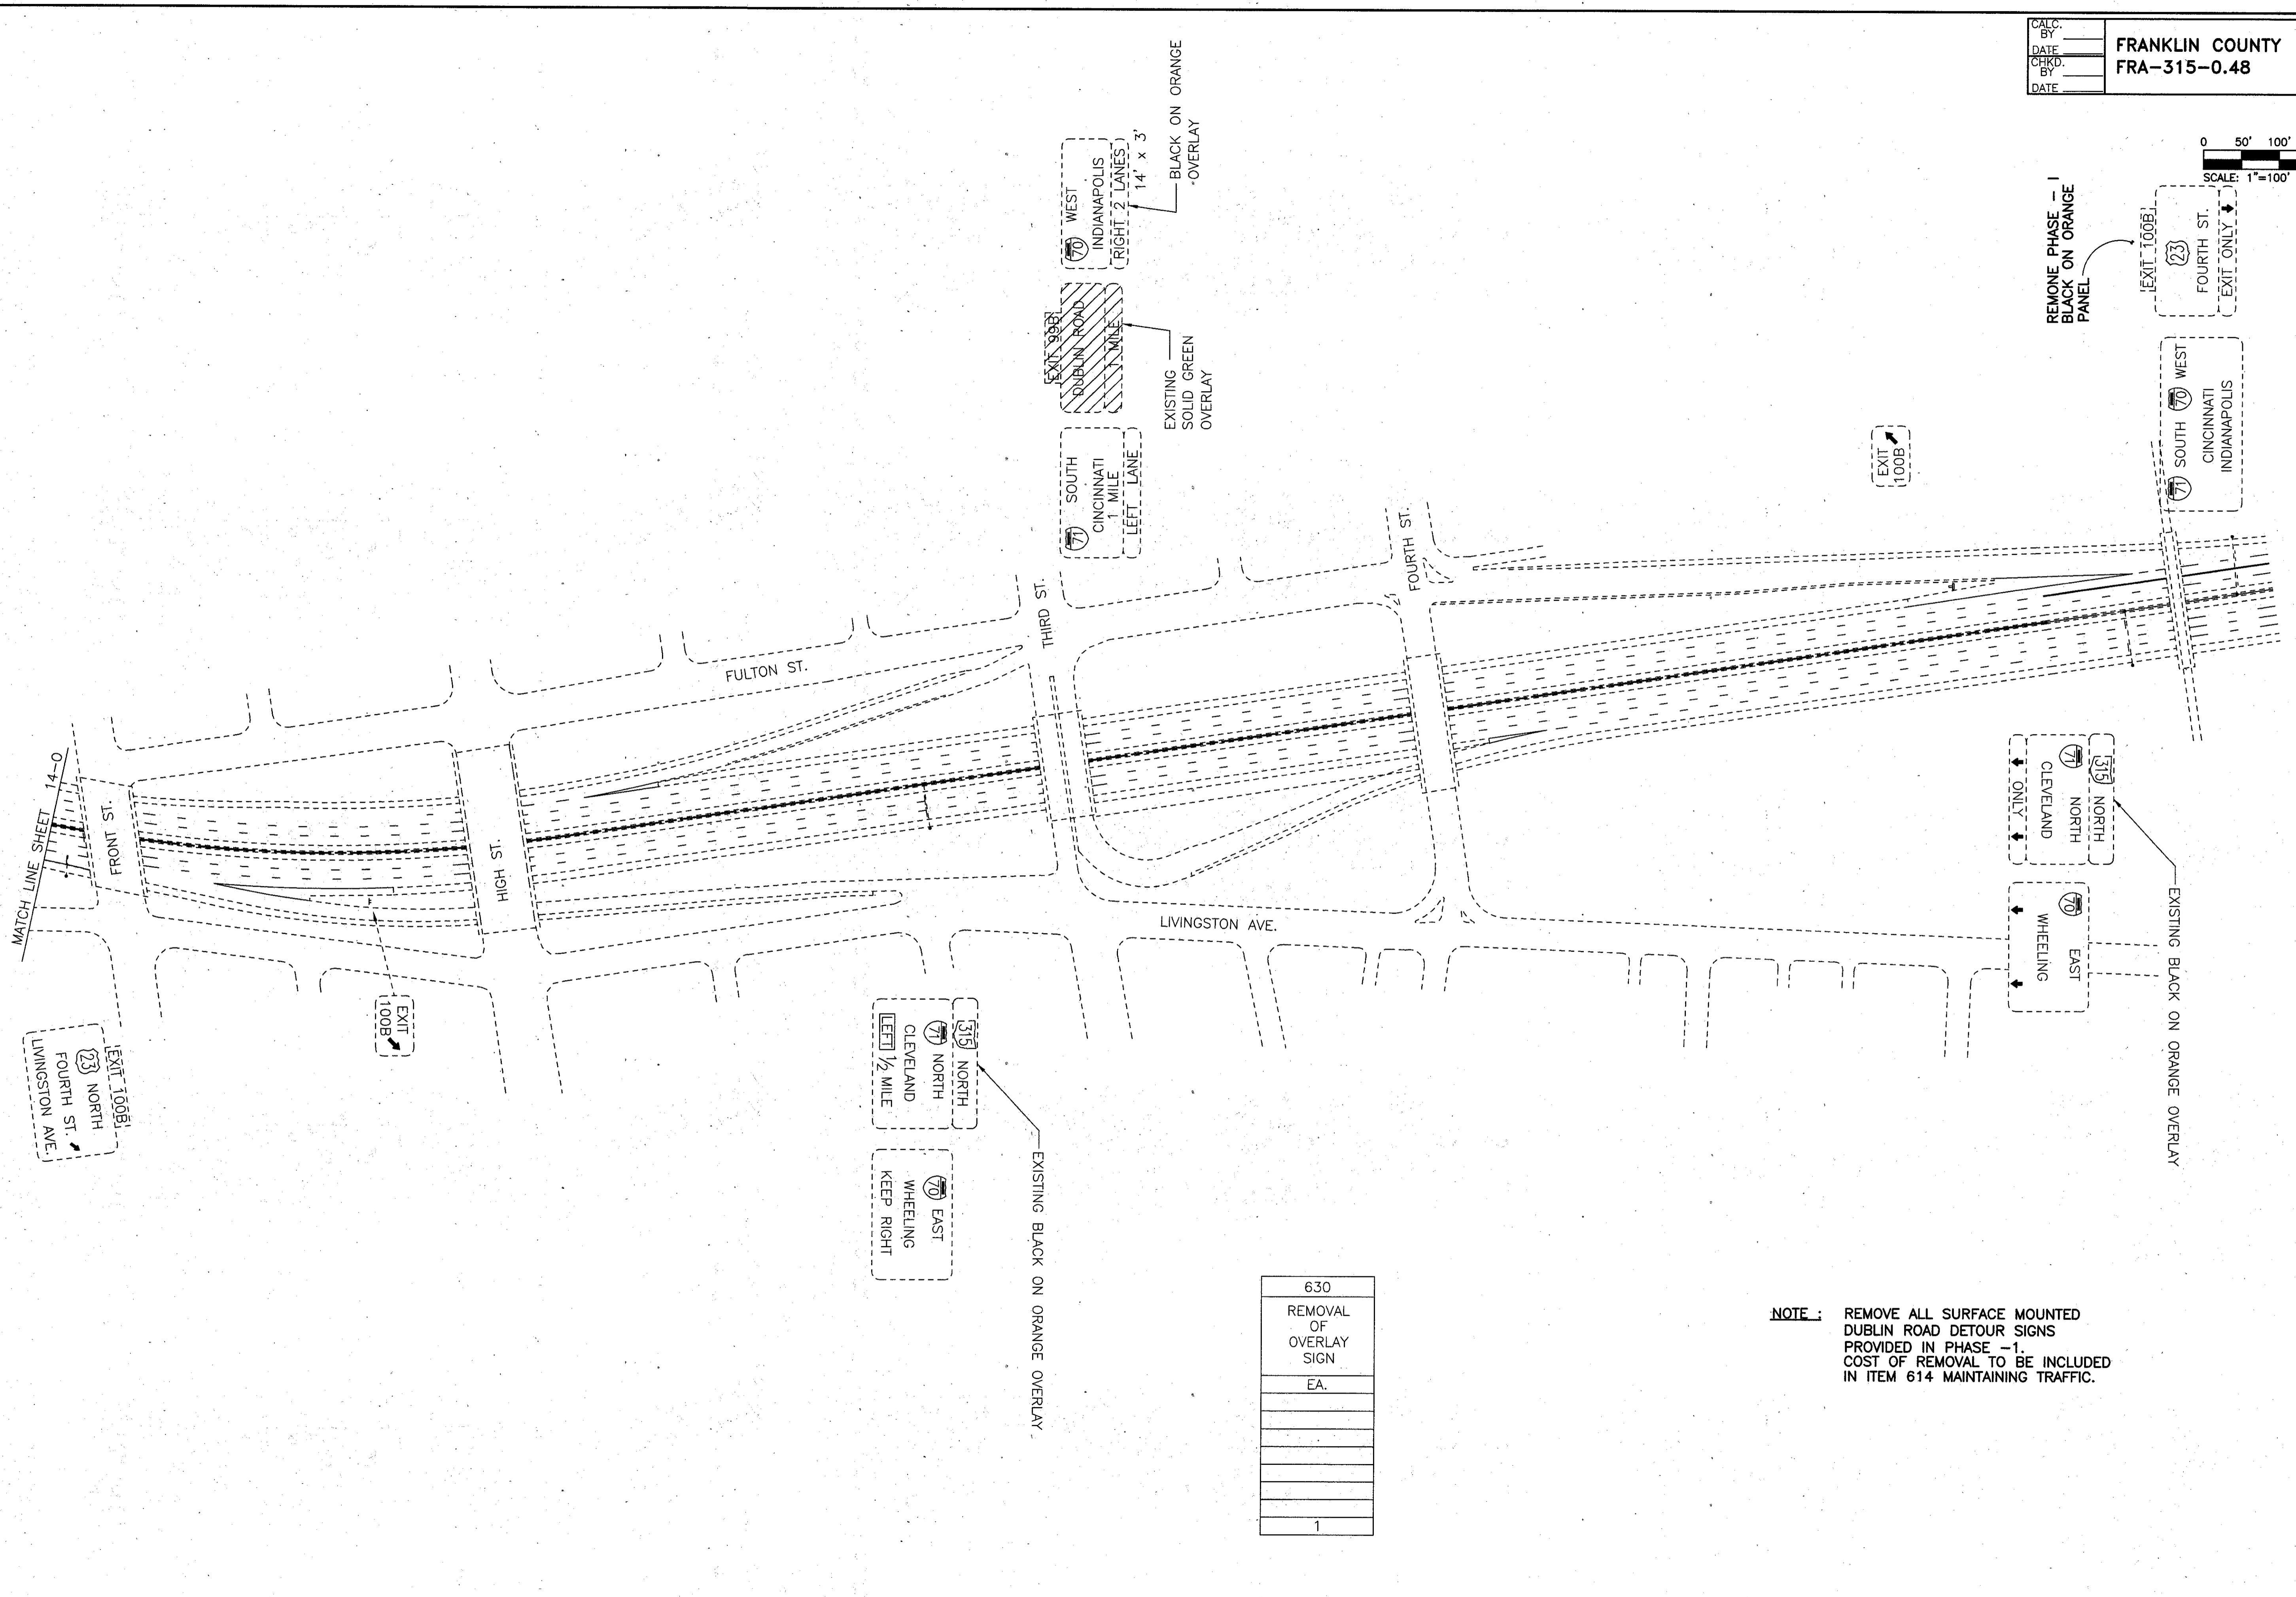 CALC.
BY
DATE
CHKD.
BY
DATE
FRANKLIN COUNTY
FRA-315-0.48
0 50' 100'
SCALE: 1"=100'
70 WEST
INDIANAPOLIS
RIGHT 2 LANES
14' x 3'
BLACK ON ORANGE
OVERLAY
EXIT 99B
DUBLIN ROAD
1 MILE
EXISTING
SOLID GREEN
OVERLAY
71 SOUTH
CINCINNATI
1 MILE
LEFT LANE
REMONE PHASE - I
BLACK ON ORANGE
PANEL
EXIT 100B
23
FOURTH ST.
EXIT ONLY
71 SOUTH 70 WEST
CINCINNATI
INDIANAPOLIS
EXIT
100B
FOURTH ST.
THIRD ST.
FULTON ST.
MATCH LINE SHEET 14-0
FRONT ST.
HIGH ST.
LIVINGSTON AVE.
315 NORTH
71 NORTH
CLEVELAND
ONLY
70 EAST
WHEELING
EXISTING BLACK ON ORANGE OVERLAY
EXIT
100B
EXIT 100B
23 NORTH
FOURTH ST.
LIVINGSTON AVE.
315 NORTH
71 NORTH
CLEVELAND
LEFT 1/2 MILE
70 EAST
WHEELING
KEEP RIGHT
EXISTING BLACK ON ORANGE OVERLAY
630
REMOVAL
OF
OVERLAY
SIGN
EA.
1
NOTE : REMOVE ALL SURFACE MOUNTED
DUBLIN ROAD DETOUR SIGNS
PROVIDED IN PHASE -1.
COST OF REMOVAL TO BE INCLUDED
IN ITEM 614 MAINTAINING TRAFFIC.